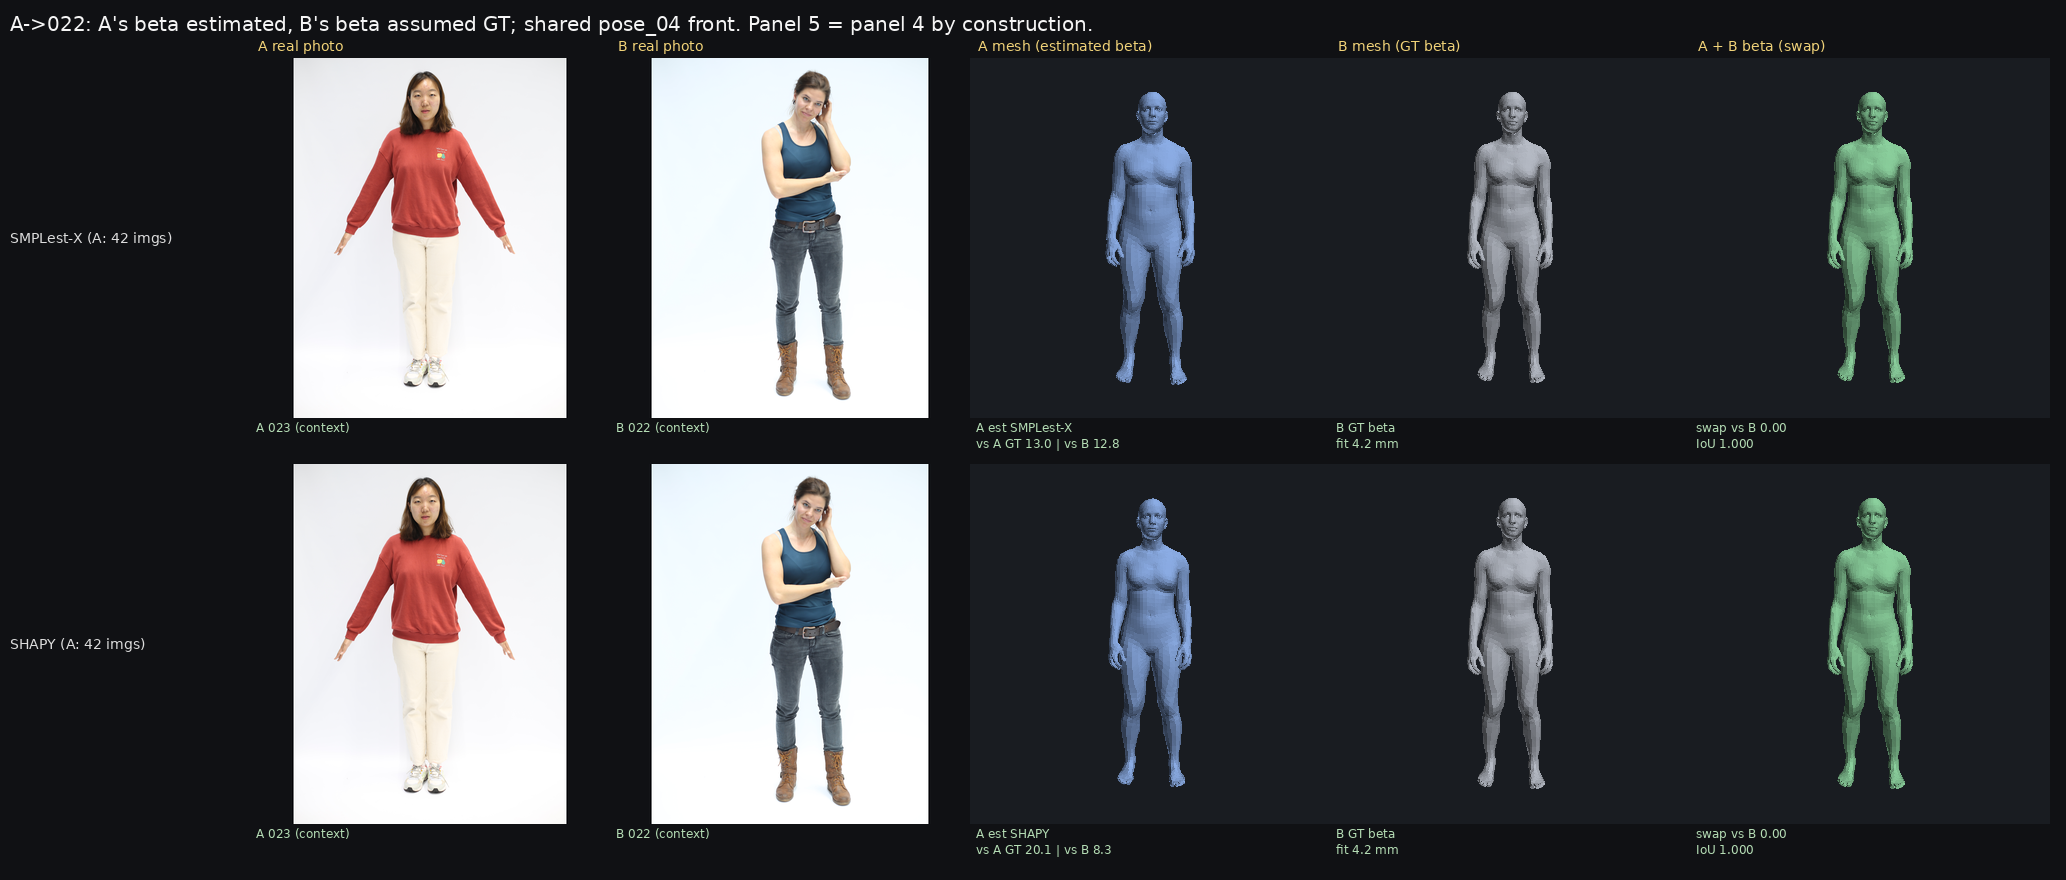 A->022: A's beta estimated, B's beta assumed GT; shared pose_04 front. Panel 5 = panel 4 by construction.
A real photo
B real photo
A mesh (estimated beta)
B mesh (GT beta)
A + B beta (swap)
SMPLest-X (A: 42 imgs)
A 023 (context)
B 022 (context)
A est SMPLest-X
vs A GT 13.0 | vs B 12.8
B GT beta
fit 4.2 mm
swap vs B 0.00
IoU 1.000
SHAPY (A: 42 imgs)
A 023 (context)
B 022 (context)
A est SHAPY
vs A GT 20.1 | vs B 8.3
B GT beta
fit 4.2 mm
swap vs B 0.00
IoU 1.000